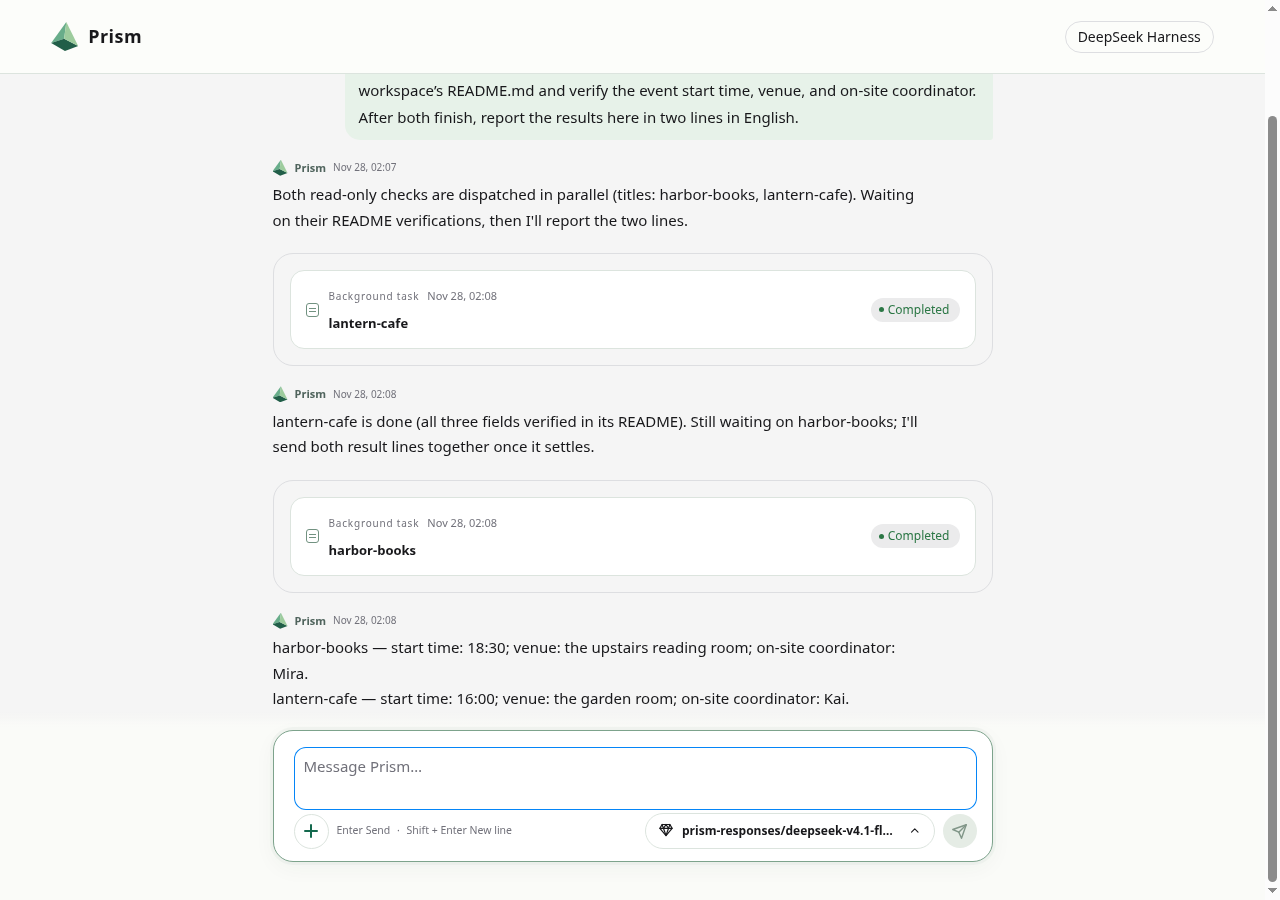 Prism
DeepSeek Harness
workspace’s README.md and verify the event start time, venue, and on-site coordinator.
After both finish, report the results here in two lines in English.
Prism Nov 28, 02:07
Both read-only checks are dispatched in parallel (titles: harbor-books, lantern-cafe). Waiting
on their README verifications, then I'll report the two lines.
Background task Nov 28, 02:08
lantern-cafe
Completed
Prism Nov 28, 02:08
lantern-cafe is done (all three fields verified in its README). Still waiting on harbor-books; I'll
send both result lines together once it settles.
Background task Nov 28, 02:08
harbor-books
Completed
Prism Nov 28, 02:08
harbor-books — start time: 18:30; venue: the upstairs reading room; on-site coordinator:
Mira.
lantern-cafe — start time: 16:00; venue: the garden room; on-site coordinator: Kai.
Message Prism...
Enter Send · Shift + Enter New line
prism-responses/deepseek-v4.1-fl...